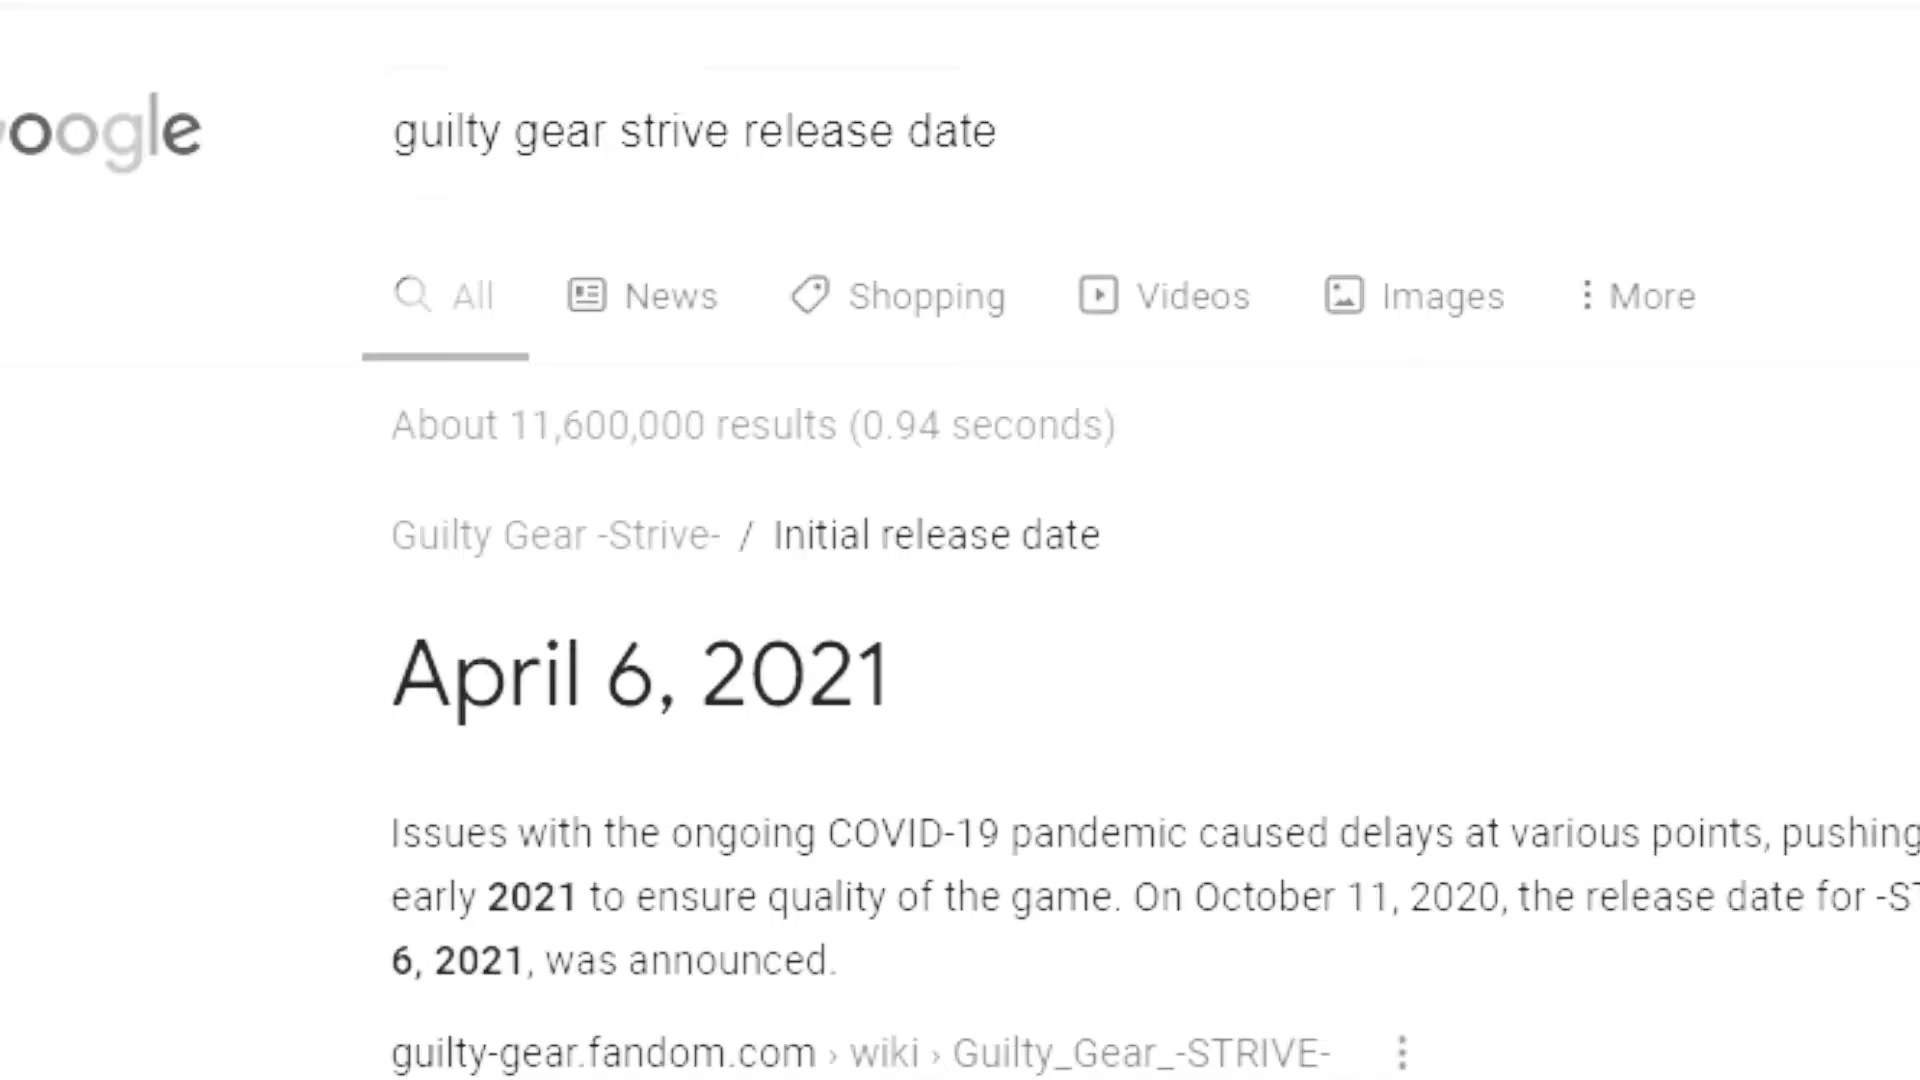 oogle
guilty gear strive release date
All News Shopping Videos Images More
About 11,600,000 results (0.94 seconds)
Guilty Gear -Strive- / Initial release date
April 6, 2021
Issues with the ongoing COVID-19 pandemic caused delays at various points, pushing
early 2021 to ensure quality of the game. On October 11, 2020, the release date for -ST
6, 2021, was announced.
guilty-gear.fandom.com › wiki › Guilty_Gear_-STRIVE-